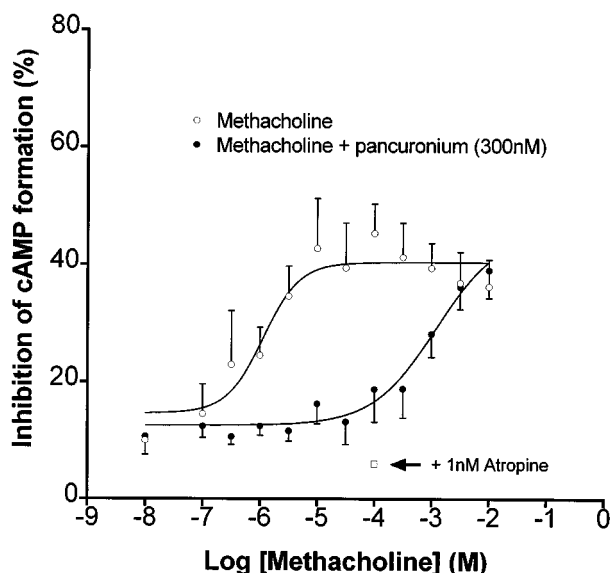 80
60
40
20
0
Inhibition of cAMP formation (%)
Methacholine
Methacholine + pancuronium (300nM)
+ 1nM Atropine
-9 -8 -7 -6 -5 -4 -3 -2 -1 0
Log [Methacholine] (M)